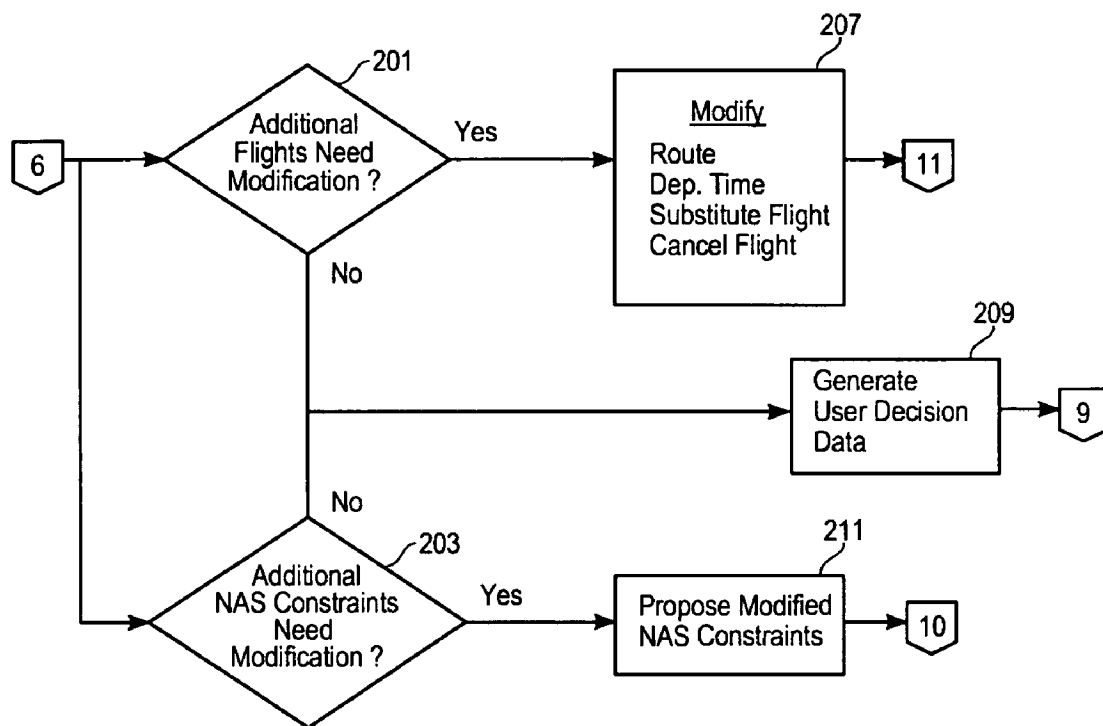 201
207
6
Additional
Flights Need
Modification ?
Yes
Modify
Route
Dep. Time
Substitute Flight
Cancel Flight
11
No
209
Generate
User Decision
Data
9
No
203
211
Additional
NAS Constraints
Need
Modification ?
Yes
Propose Modified
NAS Constraints
10